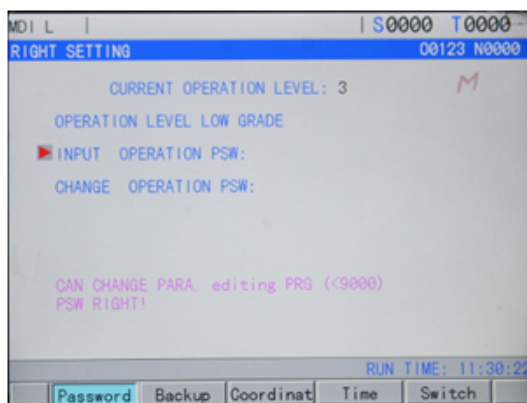 MDI L | | S0000 T0000
RIGHT SETTING O0123 N0000
CURRENT OPERATION LEVEL: 3
M
OPERATION LEVEL LOW GRADE
INPUT OPERATION PSW:
CHANGE OPERATION PSW:
CAN CHANGE PARA. editing PRG (<9000)
PSW RIGHT!
RUN TIME: 11:30:22
Password Backup Coordinat Time Switch